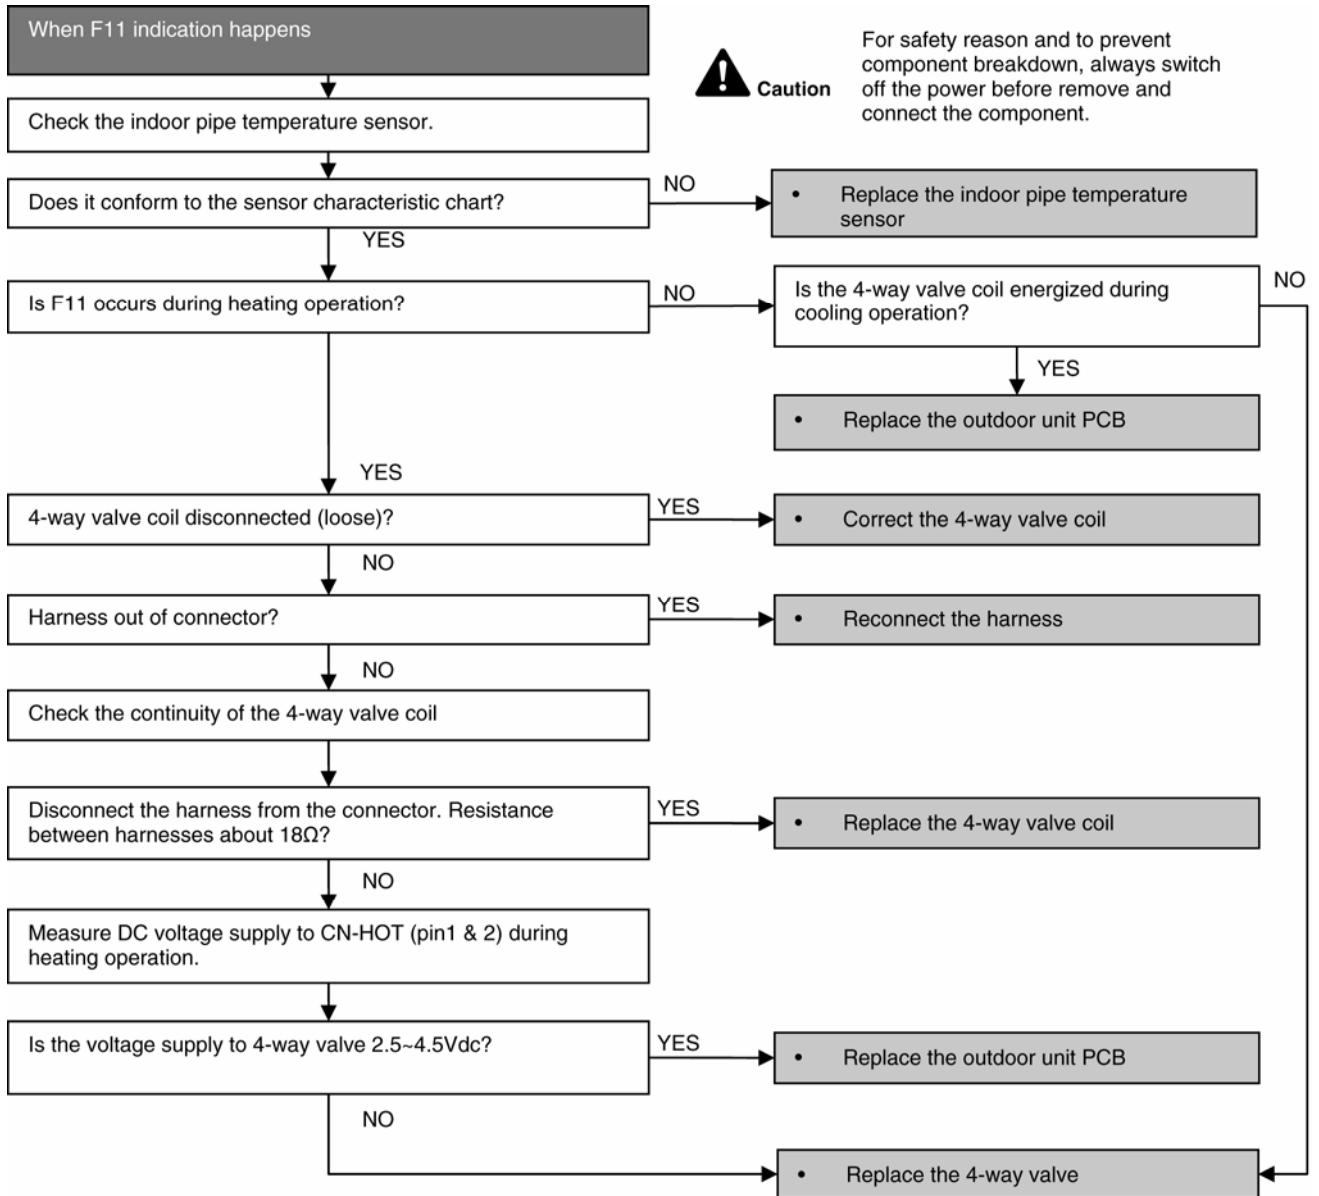 When F11 indication happens
Caution
For safety reason and to prevent
component breakdown, always switch
off the power before remove and
connect the component.
Check the indoor pipe temperature sensor.
Does it conform to the sensor characteristic chart?
NO
• Replace the indoor pipe temperature
sensor
YES
Is F11 occurs during heating operation?
NO
Is the 4-way valve coil energized during
cooling operation?
NO
YES
• Replace the outdoor unit PCB
YES
4-way valve coil disconnected (loose)?
YES
• Correct the 4-way valve coil
NO
Harness out of connector?
YES
• Reconnect the harness
NO
Check the continuity of the 4-way valve coil
Disconnect the harness from the connector. Resistance
between harnesses about 18Ω?
YES
• Replace the 4-way valve coil
NO
Measure DC voltage supply to CN-HOT (pin1 & 2) during
heating operation.
Is the voltage supply to 4-way valve 2.5~4.5Vdc?
YES
• Replace the outdoor unit PCB
NO
• Replace the 4-way valve